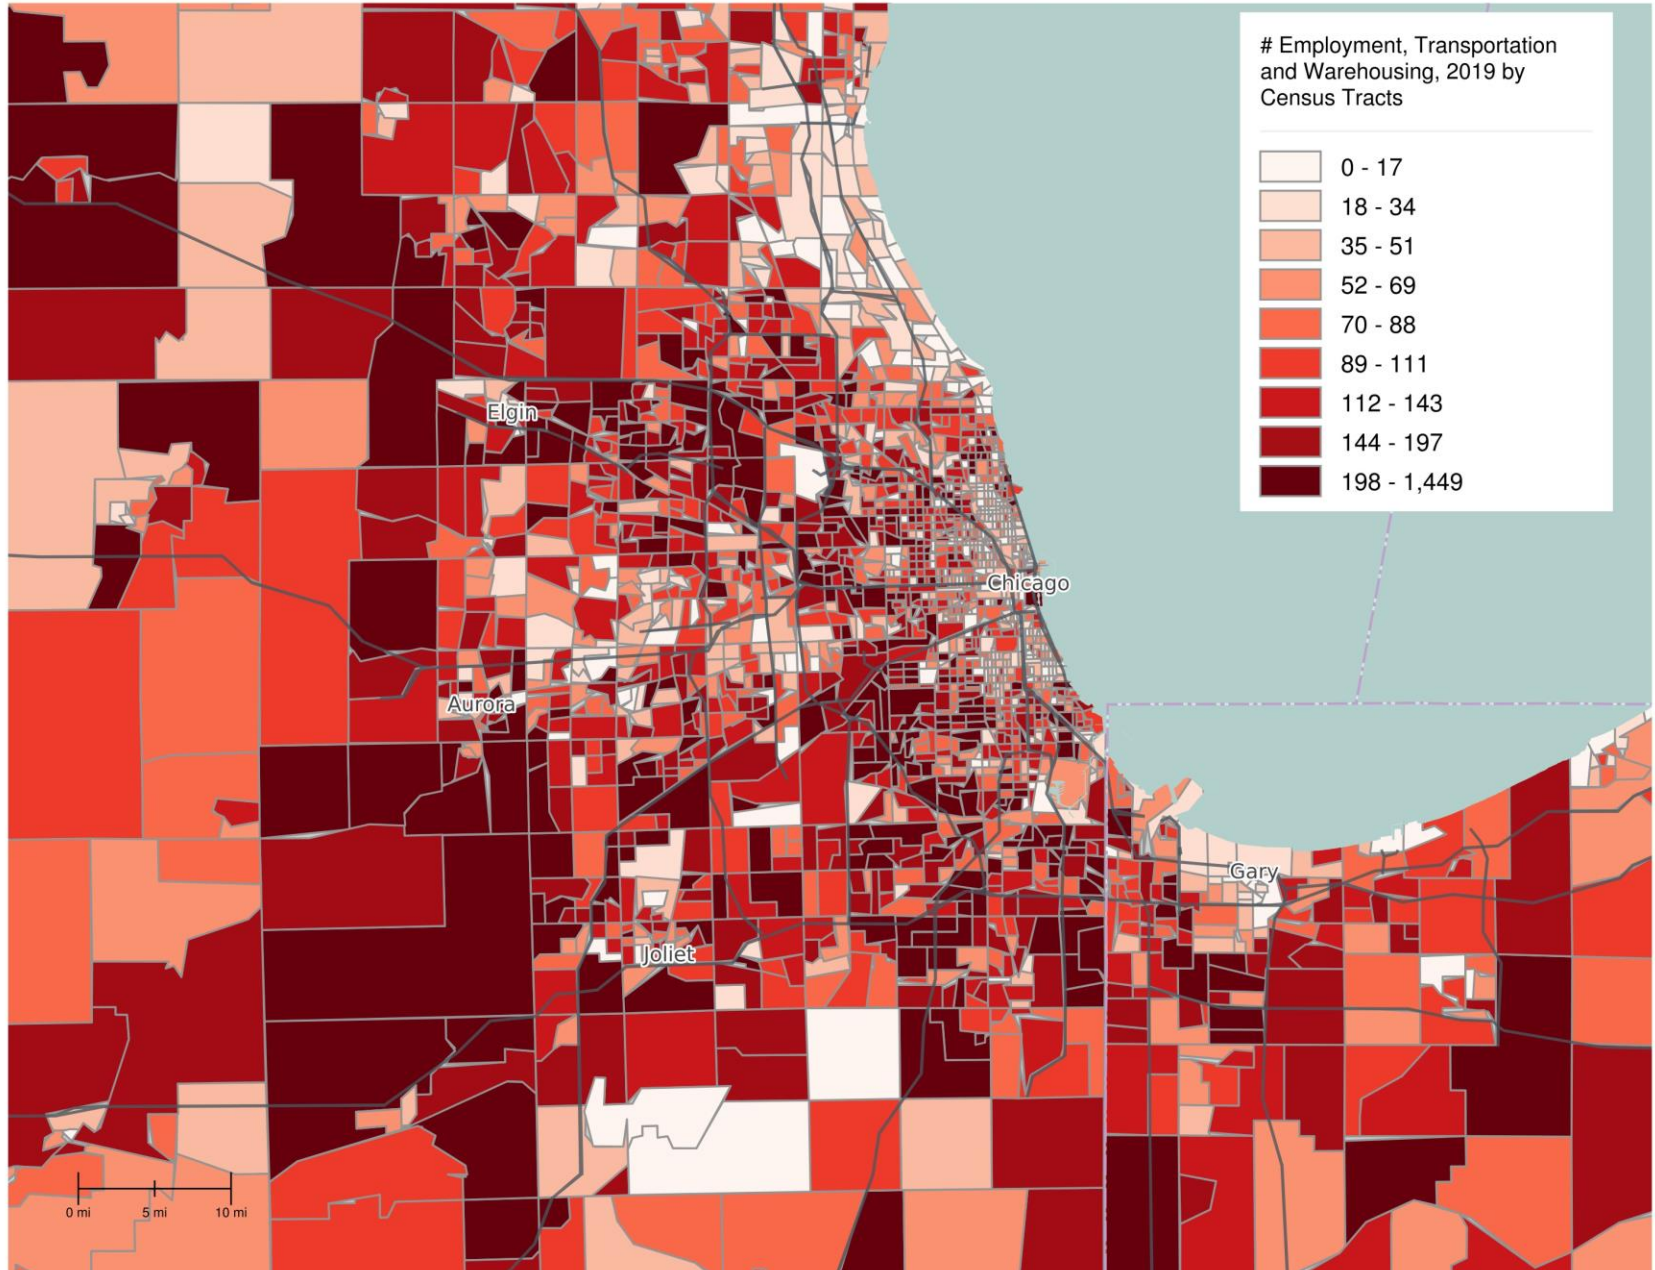 # Employment, Transportation
and Warehousing, 2019 by
Census Tracts
0 - 17
18 - 34
35 - 51
52 - 69
70 - 88
89 - 111
112 - 143
144 - 197
198 - 1,449
Elgin
Chicago
Aurora
Gary
Joliet
0 mi 5 mi 10 mi